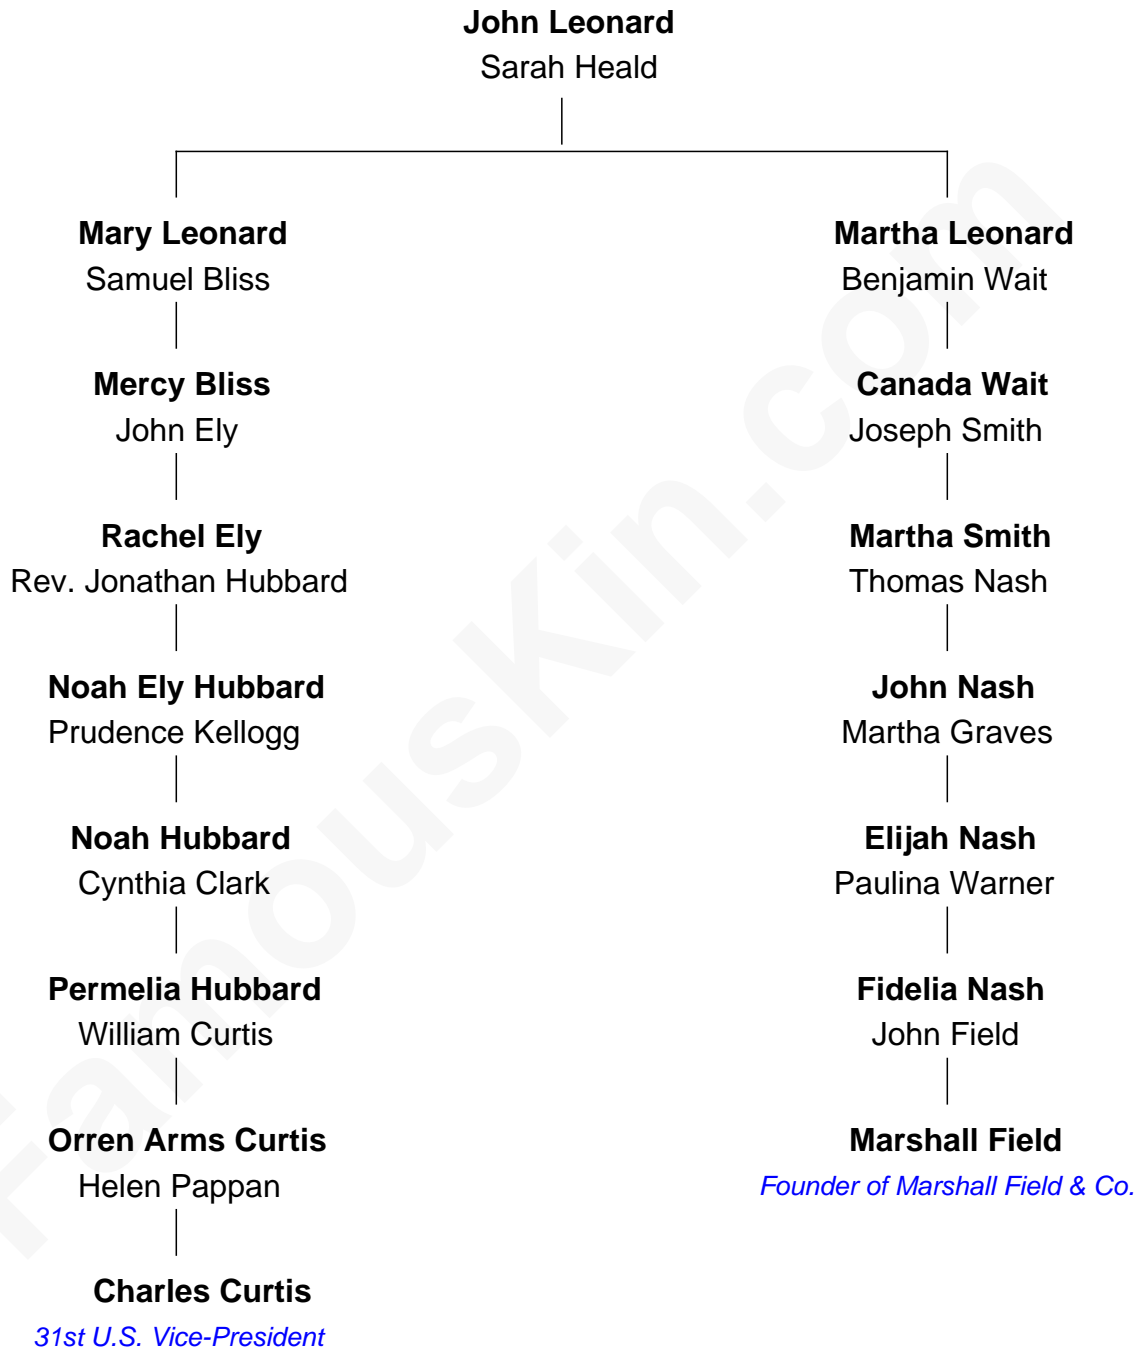 John Leonard
Sarah Heald
Mary Leonard
Samuel Bliss
Martha Leonard
Benjamin Wait
Mercy Bliss
John Ely
Canada Wait
Joseph Smith
Rachel Ely
Rev. Jonathan Hubbard
Martha Smith
Thomas Nash
Noah Ely Hubbard
Prudence Kellogg
John Nash
Martha Graves
Noah Hubbard
Cynthia Clark
Elijah Nash
Paulina Warner
Permelia Hubbard
William Curtis
Fidelia Nash
John Field
Orren Arms Curtis
Helen Pappan
Marshall Field
Founder of Marshall Field & Co.
Charles Curtis
31st U.S. Vice-President
FamousKin.com